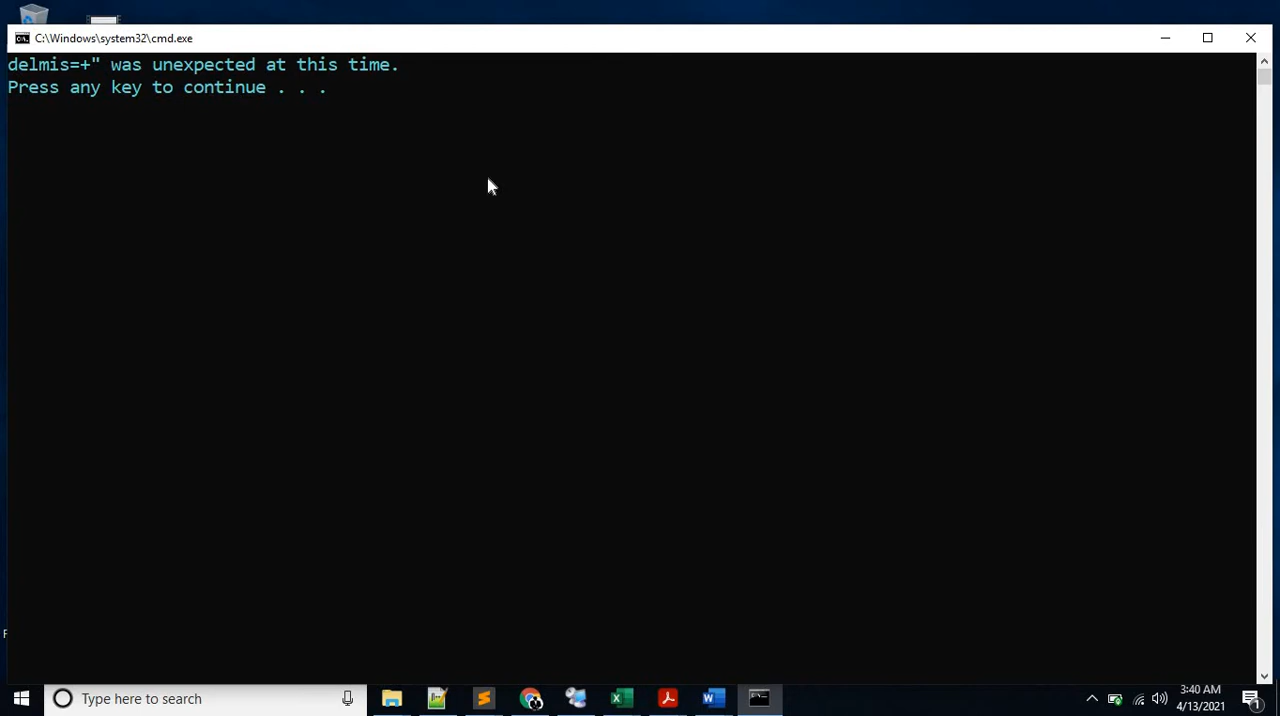 C:\Windows\system32\cmd.exe
delmis=+" was unexpected at this time.
Press any key to continue . . .
Type here to search
3:40 AM
4/13/2021
1